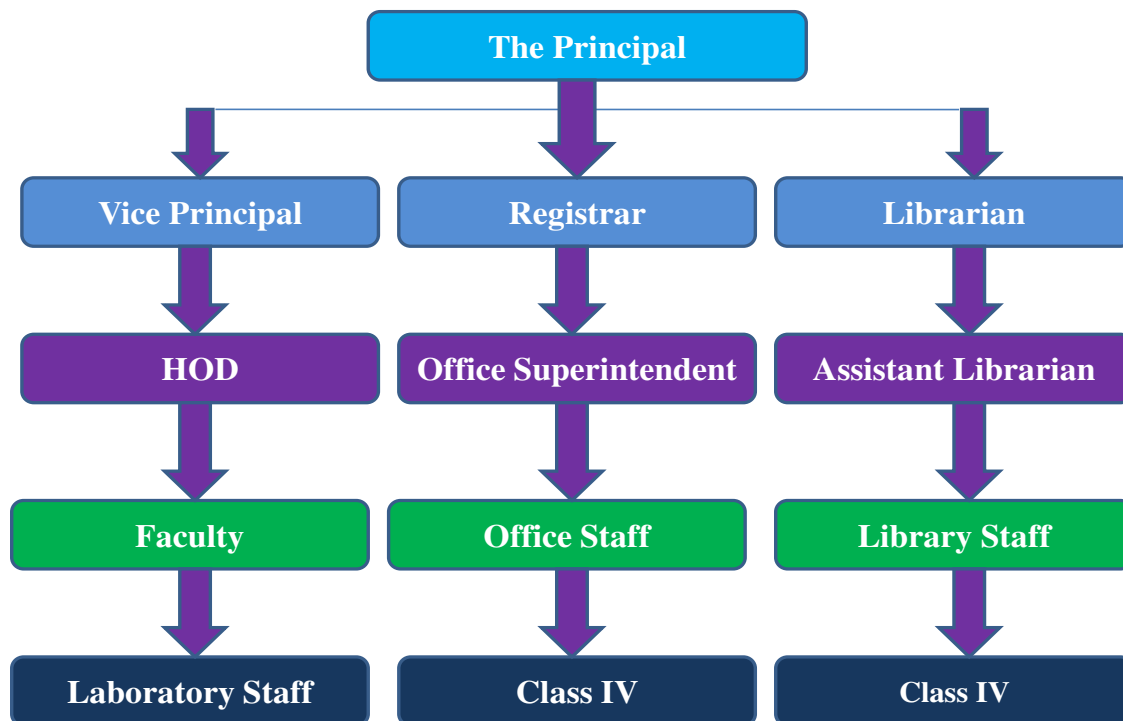 The Principal
Vice Principal
Registrar
Librarian
HOD
Office Superintendent
Assistant Librarian
Faculty
Office Staff
Library Staff
Laboratory Staff
Class IV
Class IV